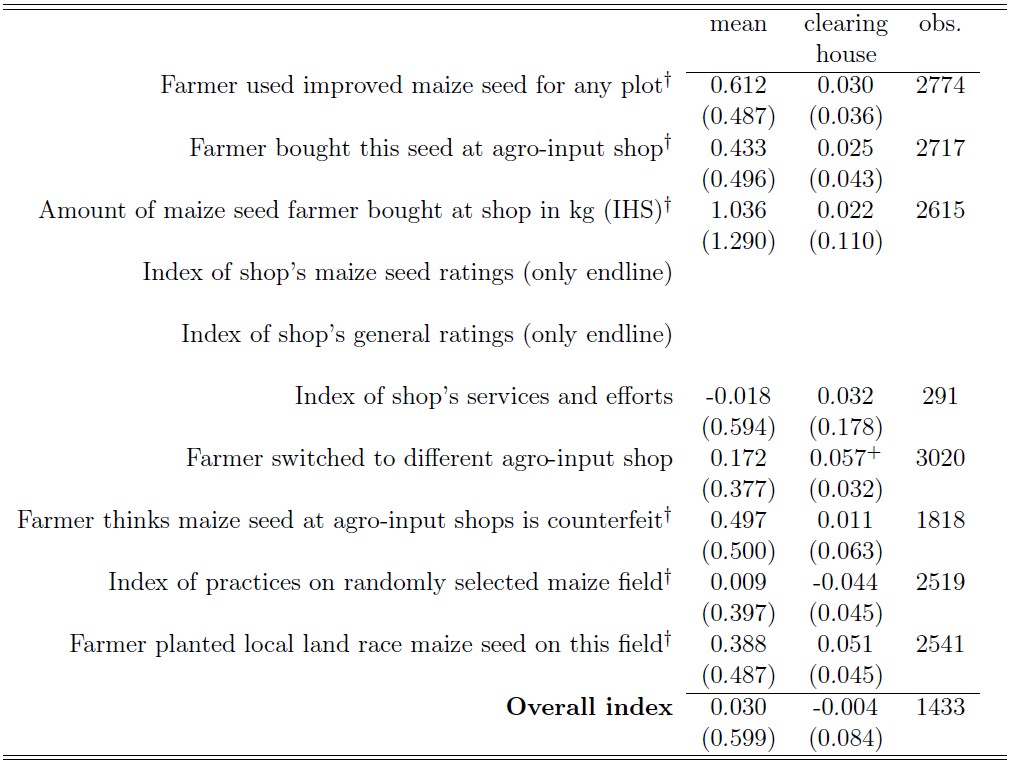 mean clearing obs.
house
Farmer used improved maize seed for any plot† 0.612 0.030 2774
(0.487) (0.036)
Farmer bought this seed at agro-input shop† 0.433 0.025 2717
(0.496) (0.043)
Amount of maize seed farmer bought at shop in kg (IHS)† 1.036 0.022 2615
(1.290) (0.110)
Index of shop's maize seed ratings (only endline)
Index of shop's general ratings (only endline)
Index of shop's services and efforts -0.018 0.032 291
(0.594) (0.178)
Farmer switched to different agro-input shop 0.172 0.057+ 3020
(0.377) (0.032)
Farmer thinks maize seed at agro-input shops is counterfeit† 0.497 0.011 1818
(0.500) (0.063)
Index of practices on randomly selected maize field† 0.009 -0.044 2519
(0.397) (0.045)
Farmer planted local land race maize seed on this field† 0.388 0.051 2541
(0.487) (0.045)
Overall index 0.030 -0.004 1433
(0.599) (0.084)